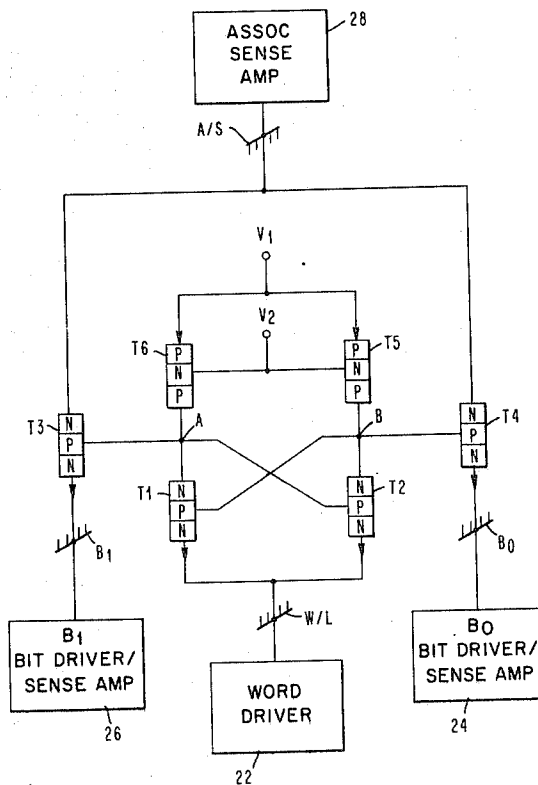 ASSOC
SENSE
AMP
28
A/S
V1
V2
T6
P
N
P
P
N
P
T5
T3
N
P
N
A
B
N
P
N
T4
T1
N
P
N
N
P
N
T2
B1
B0
W/L
B1
BIT DRIVER/
SENSE AMP
26
WORD
DRIVER
22
B0
BIT DRIVER/
SENSE AMP
24